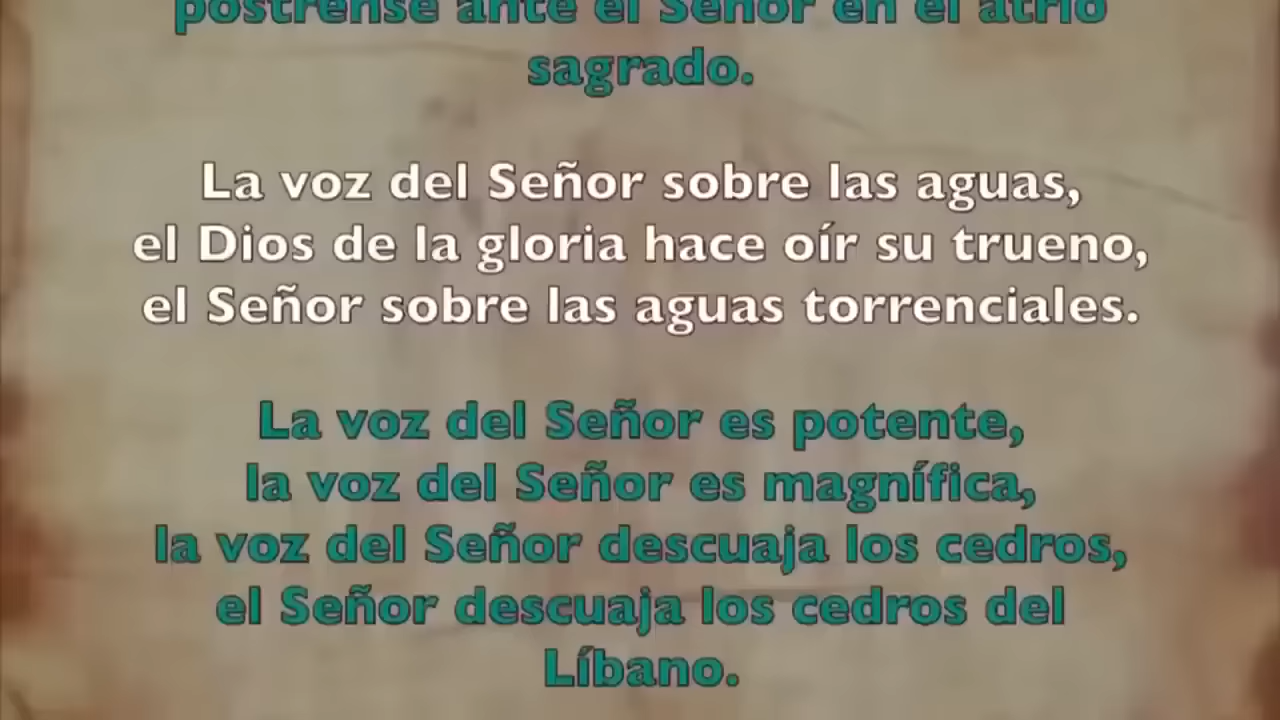 póstrense ante el Señor en el atrio
sagrado.
La voz del Señor sobre las aguas,
el Dios de la gloria hace oír su trueno,
el Señor sobre las aguas torrenciales.
La voz del Señor es potente,
la voz del Señor es magnífica,
la voz del Señor descuaja los cedros,
el Señor descuaja los cedros del
Líbano.